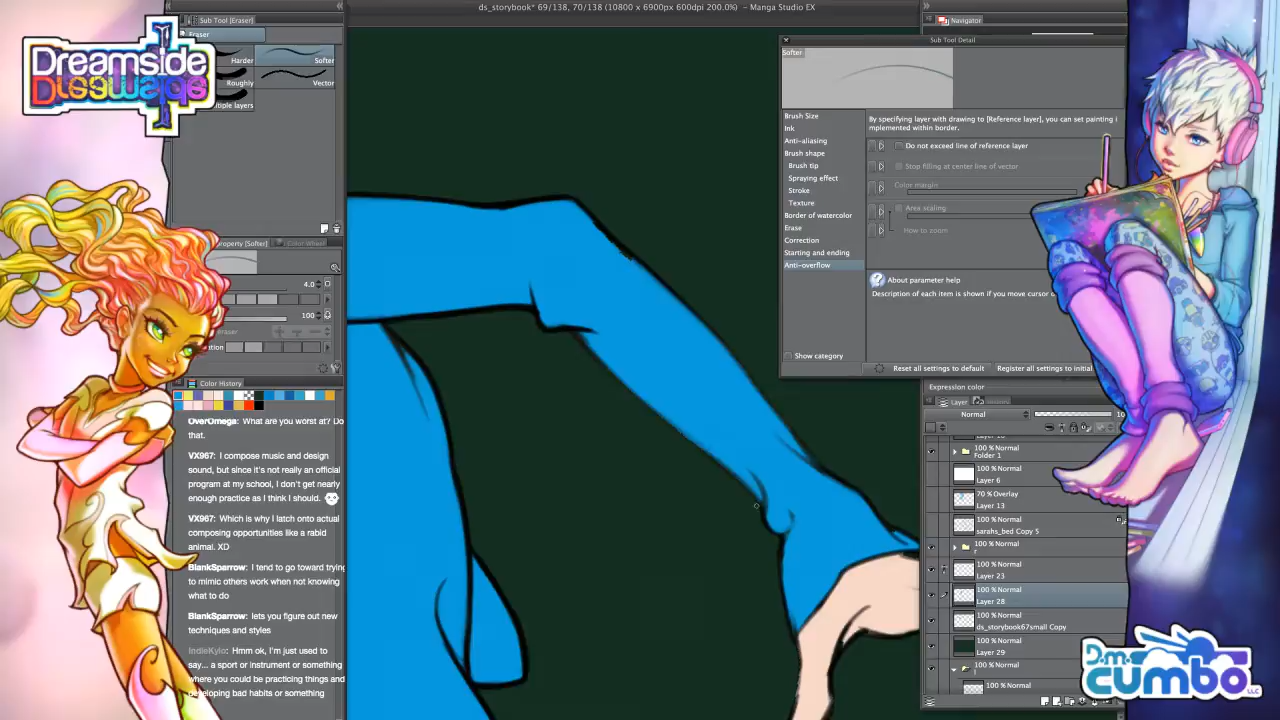 ds_storybook* 69/138, 70/138 (10800 x 6900px 600dpi 200.0%) - Manga Studio EX
Sub Tool [Eraser]
Eraser
Harder
Softer
Roughly
Vector
ltiple layers
Dreamside
Dissvvaipe
Property [Softer]
Color Wheel
4.0
100
Color History
OverOmega: What are you worst at? Do
that.
VX967: I compose music and design
sound, but since it's not really an official
program at my school, I don't get nearly
enough practice as I think I should.
VX967: Which is why I latch onto actual
composing opportunities like a rabid
animal. XD
BlankSparrow: I tend to go toward trying
to mimic others work when not knowing
what to do
BlankSparrow: lets you figure out new
techniques and styles
IndieKylo: Hmm ok, I'm just used to
say... a sport or instrument or something
where you could be practicing things and
developing bad habits or something
Navigator
Sub Tool Detail
Softer
Brush Size
Ink
Anti-aliasing
Brush shape
Brush tip
Spraying effect
Stroke
Texture
Border of watercolor
Erase
Correction
Starting and ending
Anti-overflow
By specifying layer with drawing to [Reference layer], you can set painting i
mplemented within border.
Do not exceed line of reference layer
Stop filling at center line of vector
Color margin
Area scaling
How to zoom
About parameter help
Description of each item is shown if you move cursor o
Show category
Reset all settings to default
Register all settings to initial
Expression color
Layer
Normal
10
100 % Normal
Folder 1
100 % Normal
Layer 6
70 % Overlay
Layer 13
100 % Normal
sarahs_bed Copy 5
100 % Normal
r
100 % Normal
Layer 23
100 % Normal
Layer 28
100 % Normal
ds_storybook67small Copy
100 % Normal
Layer 29
100 % Normal
l
100 % Normal
D.m.
Cumbo
LLC